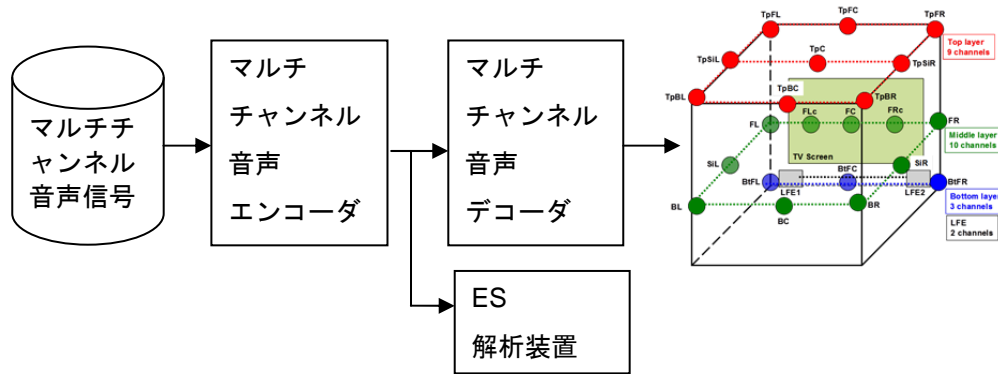 マルチチ
ャンネル
音声信号
マルチ
チャンネル
音声
エンコーダ
マルチ
チャンネル
音声
デコーダ
ES
解析装置
TpFL
TpFC
TpFR
Top layer
9 channels
TpSiL
TpC
TpSiR
TpBL
TpBC
TpBR
FL
FLc
FC
FRc
FR
Middle layer
10 channels
TV Screen
SiL
SiR
BtFL
LFE1
BtFC
LFE2
BtFR
Bottom layer
3 channels
BL
BC
BR
LFE
2 channels